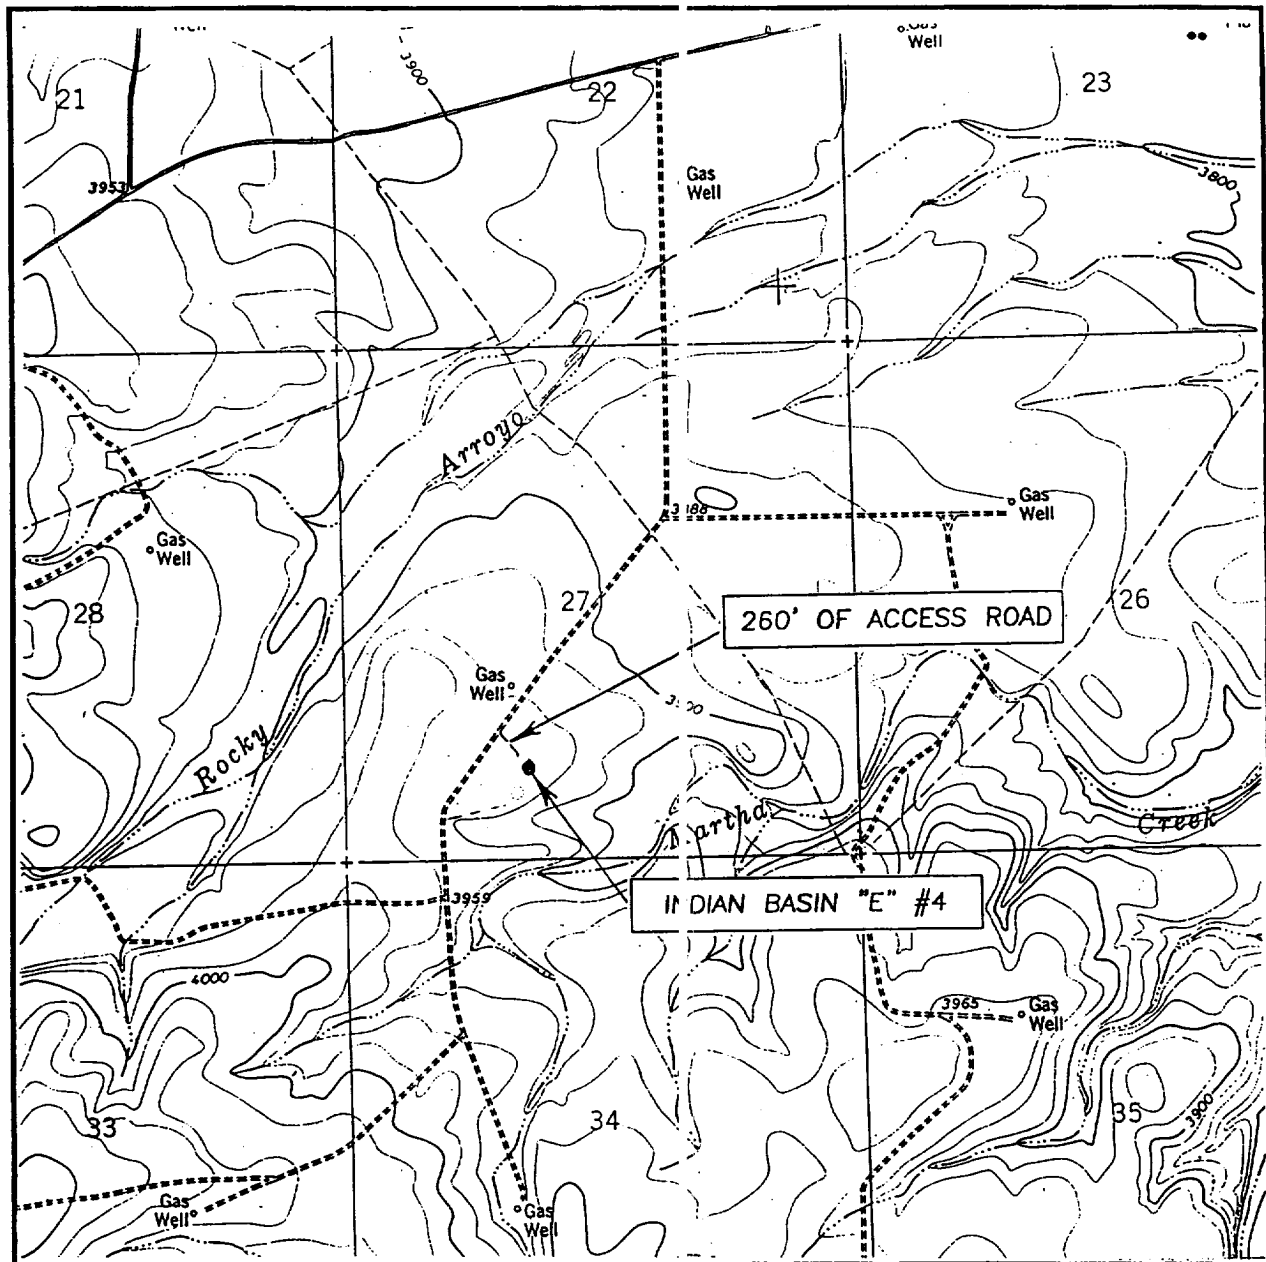 Gas
Well
3900
21
22
23
3953
Gas
Well
3800
Arroyo
Gas
Well
Gas
Well
28
27
26
260' OF ACCESS ROAD
Gas
Well
Rocky
Creek
INDIAN BASIN "E" #4
3959
4000
3965
Gas
Well
33
34
35
3900
Gas
Well
Gas
Well